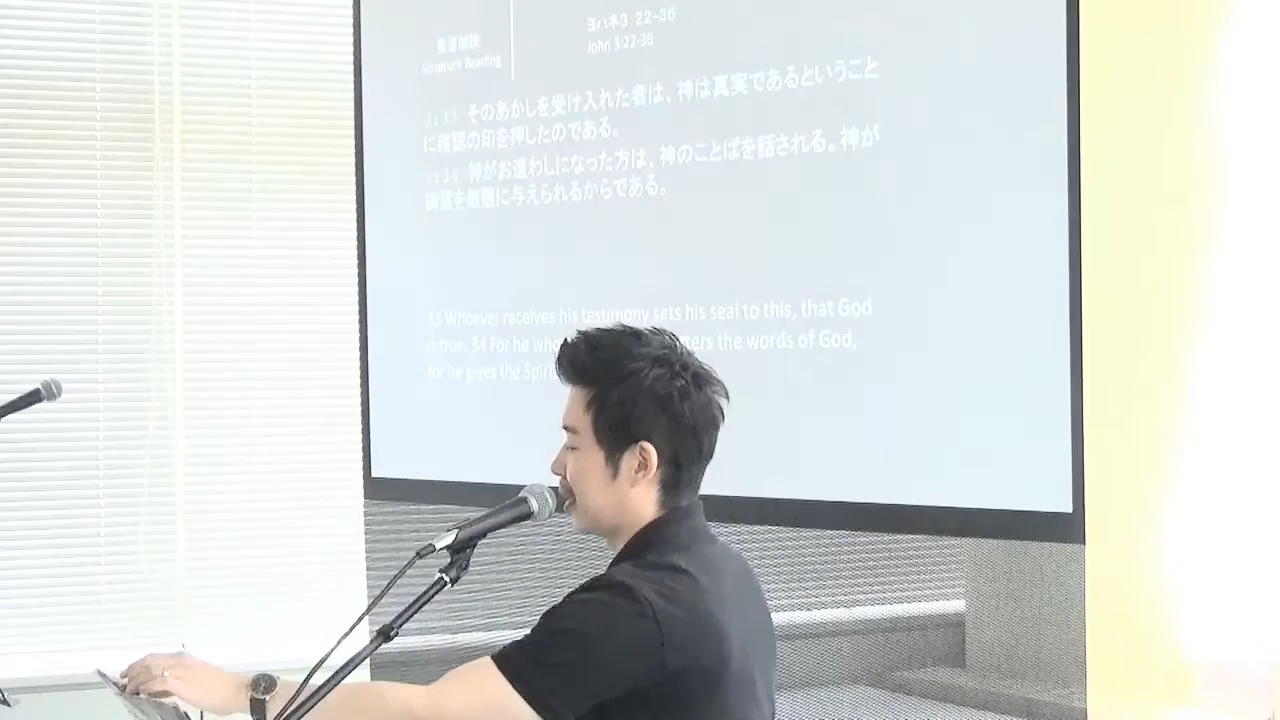 聖書朗読
Scripture Reading
ヨハネ3：22-36
John 3:22-36
3:33 そのあかしを受け入れた者は、神は真実であるということ
に確認の印を押したのである。
3:34 神がお遣わしになった方は、神のことばを話される。神が
御霊を無限に与えられるからである。
33 Whoever receives his testimony sets his seal to this, that God
is true. 34 For he who ters the words of God,
for he gives the Spiri